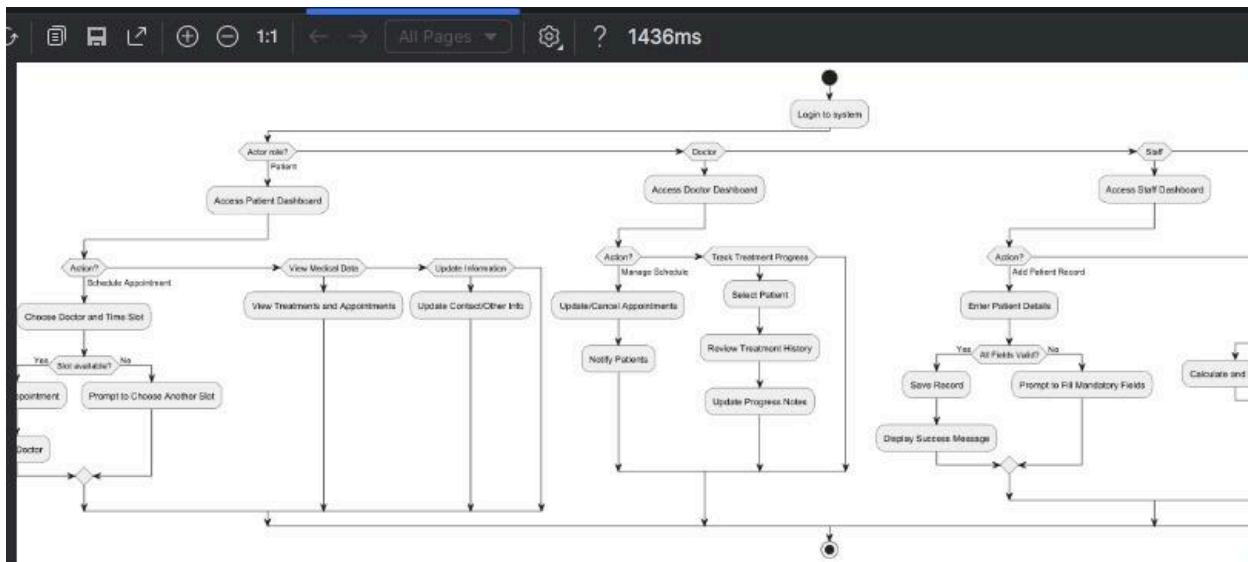 1:1
All Pages
?
1436ms
Login to system
Actor role?
Patient
Doctor
Staff
Access Patient Dashboard
Access Doctor Dashboard
Access Staff Dashboard
Action?
Schedule Appointment
View Medical Data
Update Information
Action?
Manage Schedule
Track Treatment Progress
Action?
Add Patient Record
Choose Doctor and Time Slot
View Treatments and Appointments
Update Contact/Other Info
Update/Cancel Appointments
Select Patient
Enter Patient Details
Yes
Slot available?
No
Notify Patients
Review Treatment History
Yes
All Fields Valid?
No
ppointment
Prompt to Choose Another Slot
Update Progress Notes
Save Record
Prompt to Fill Mandatory Fields
Calculate and
Doctor
Display Success Message